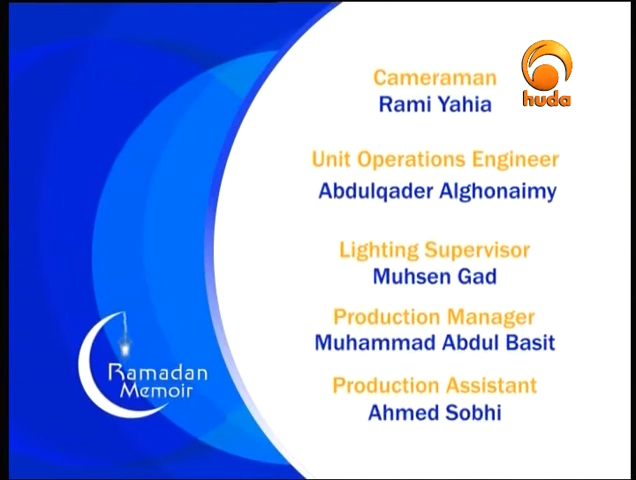 Cameraman
Rami Yahia
huda
Unit Operations Engineer
Abdulqader Alghonaimy
Lighting Supervisor
Muhsen Gad
Production Manager
Muhammad Abdul Basit
Production Assistant
Ahmed Sobhi
Ramadan
Memoir